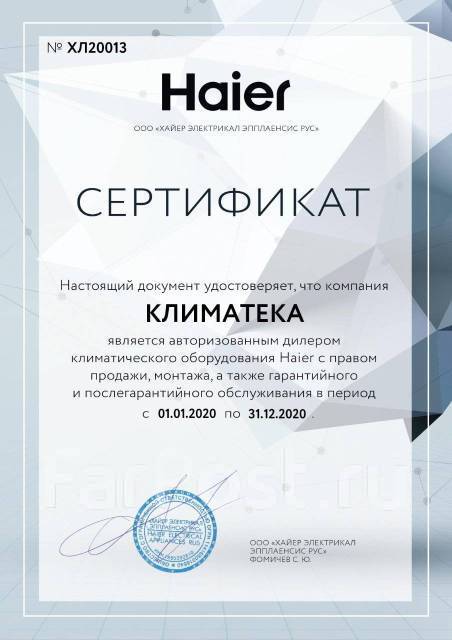 № ХЛ20013
Haier
ООО «ХАЙЕР ЭЛЕКТРИКАЛ ЭППЛАЕНСИС РУС»
СЕРТИФИКАТ
Настоящий документ удостоверяет, что компания
КЛИМАТЕКА
является авторизованным дилером
климатического оборудования Haier с правом
продажи, монтажа, а также гарантийного
и послегарантийного обслуживания в период
с 01.01.2020 по 31.12.2020 .
Farpost.ru
«ХАЙЕР ЭЛЕКТРИКАЛ
ЭППЛАЕНСИС РУС»
HAIER ELECTRICAL
APPLIANCES RUS
ООО «ХАЙЕР ЭЛЕКТРИКАЛ
ЭППЛАЕНСИС РУС»
ФОМИЧЕВ С. Ю.